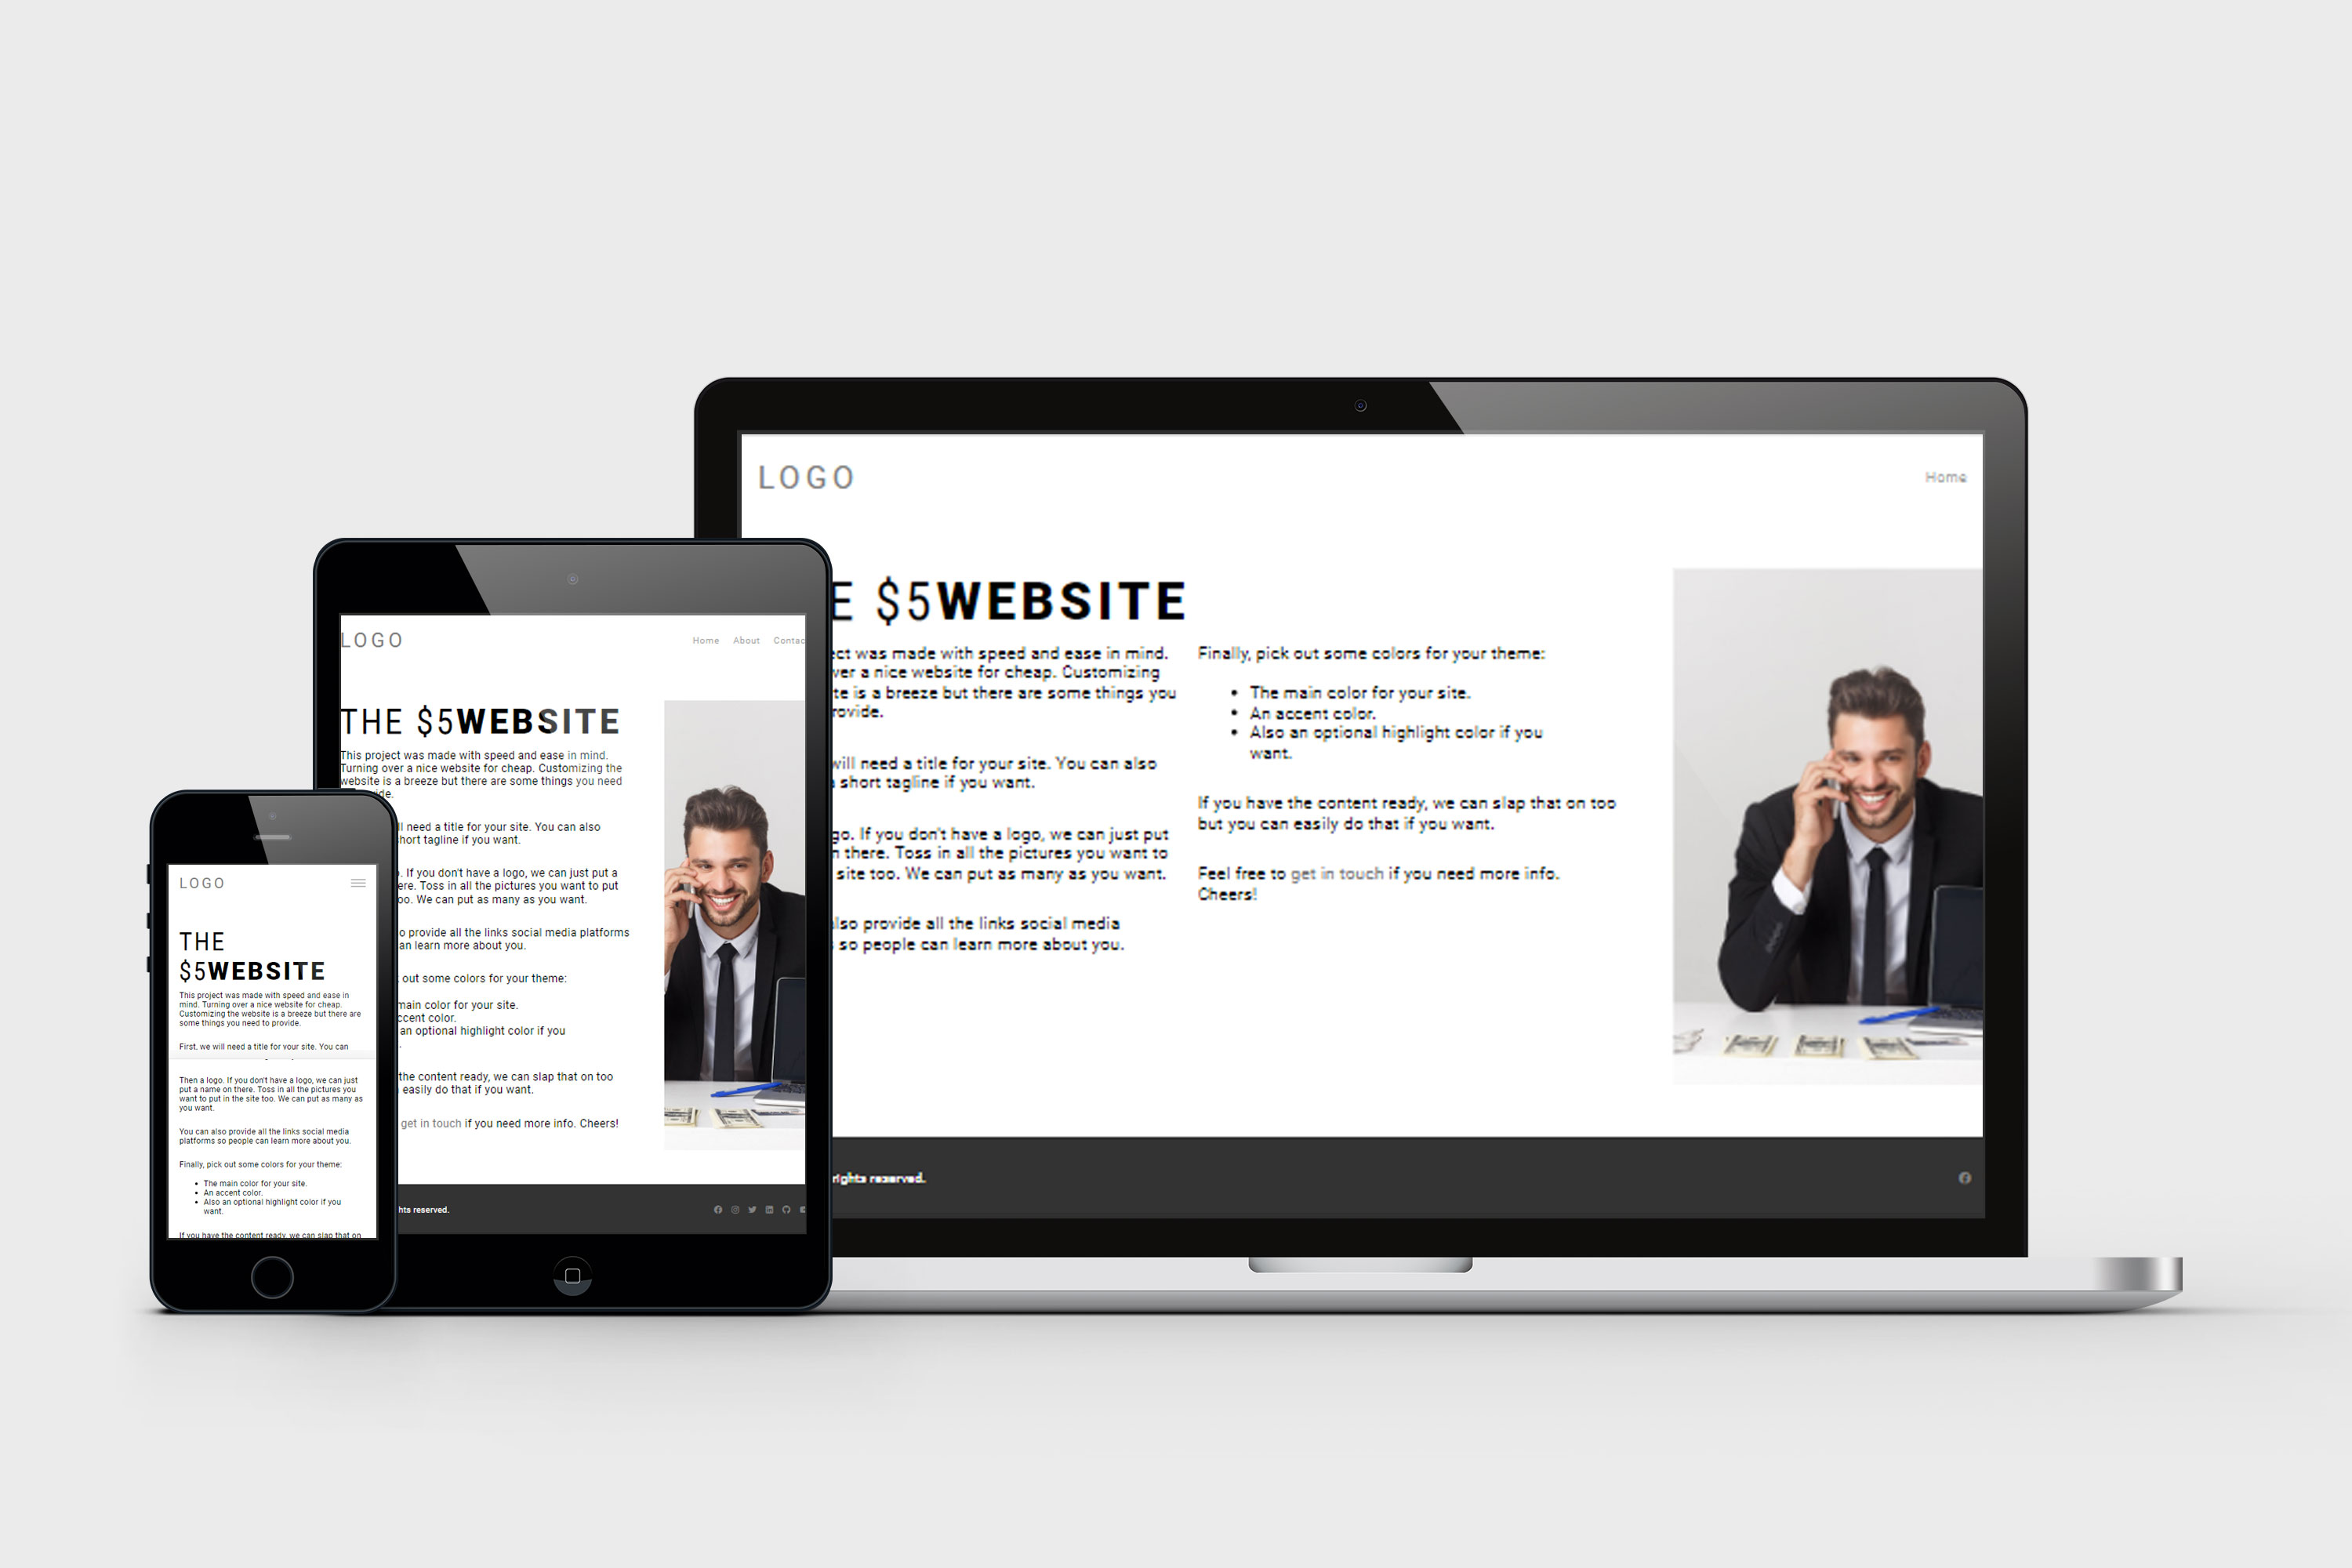 LOGO
Home
E $5WEBSITE
ect was made with speed and ease in mind.
ver a nice website for cheap. Customizing
te is a breeze but there are some things you
rovide.
will need a title for your site. You can also
short tagline if you want.
go. If you don't have a logo, we can just put
n there. Toss in all the pictures you want to
site too. We can put as many as you want.
also provide all the links social media
so people can learn more about you.
Finally, pick out some colors for your theme:
• The main color for your site.
• An accent color.
• Also an optional highlight color if you
want.
If you have the content ready, we can slap that on too
but you can easily do that if you want.
Feel free to get in touch if you need more info.
Cheers!
rights reserved.
LOGO
Home About Contac
THE $5WEBSITE
This project was made with speed and ease in mind.
Turning over a nice website for cheap. Customizing the
website is a breeze but there are some things you need
ide.
ll need a title for your site. You can also
hort tagline if you want.
. If you don't have a logo, we can just put a
ere. Toss in all the pictures you want to put
oo. We can put as many as you want.
o provide all the links social media platforms
an learn more about you.
out some colors for your theme:
main color for your site.
ccent color.
an optional highlight color if you
.
the content ready, we can slap that on too
easily do that if you want.
get in touch if you need more info. Cheers!
hts reserved.
LOGO
THE
$5WEBSITE
This project was made with speed and ease in
mind. Turning over a nice website for cheap.
Customizing the website is a breeze but there are
some things you need to provide.
First, we will need a title for your site. You can
Then a logo. If you don't have a logo, we can just
put a name on there. Toss in all the pictures you
want to put in the site too. We can put as many as
you want.
You can also provide all the links social media
platforms so people can learn more about you.
Finally, pick out some colors for your theme:
• The main color for your site.
• An accent color.
• Also an optional highlight color if you
want.
If you have the content ready, we can slap that on